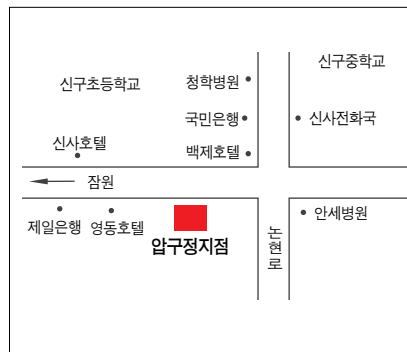 신구중학교
신구초등학교
청학병원
국민은행
신사전화국
신사호텔
백제호텔
잠원
제일은행
영동호텔
압구정지점
논현로
안세병원